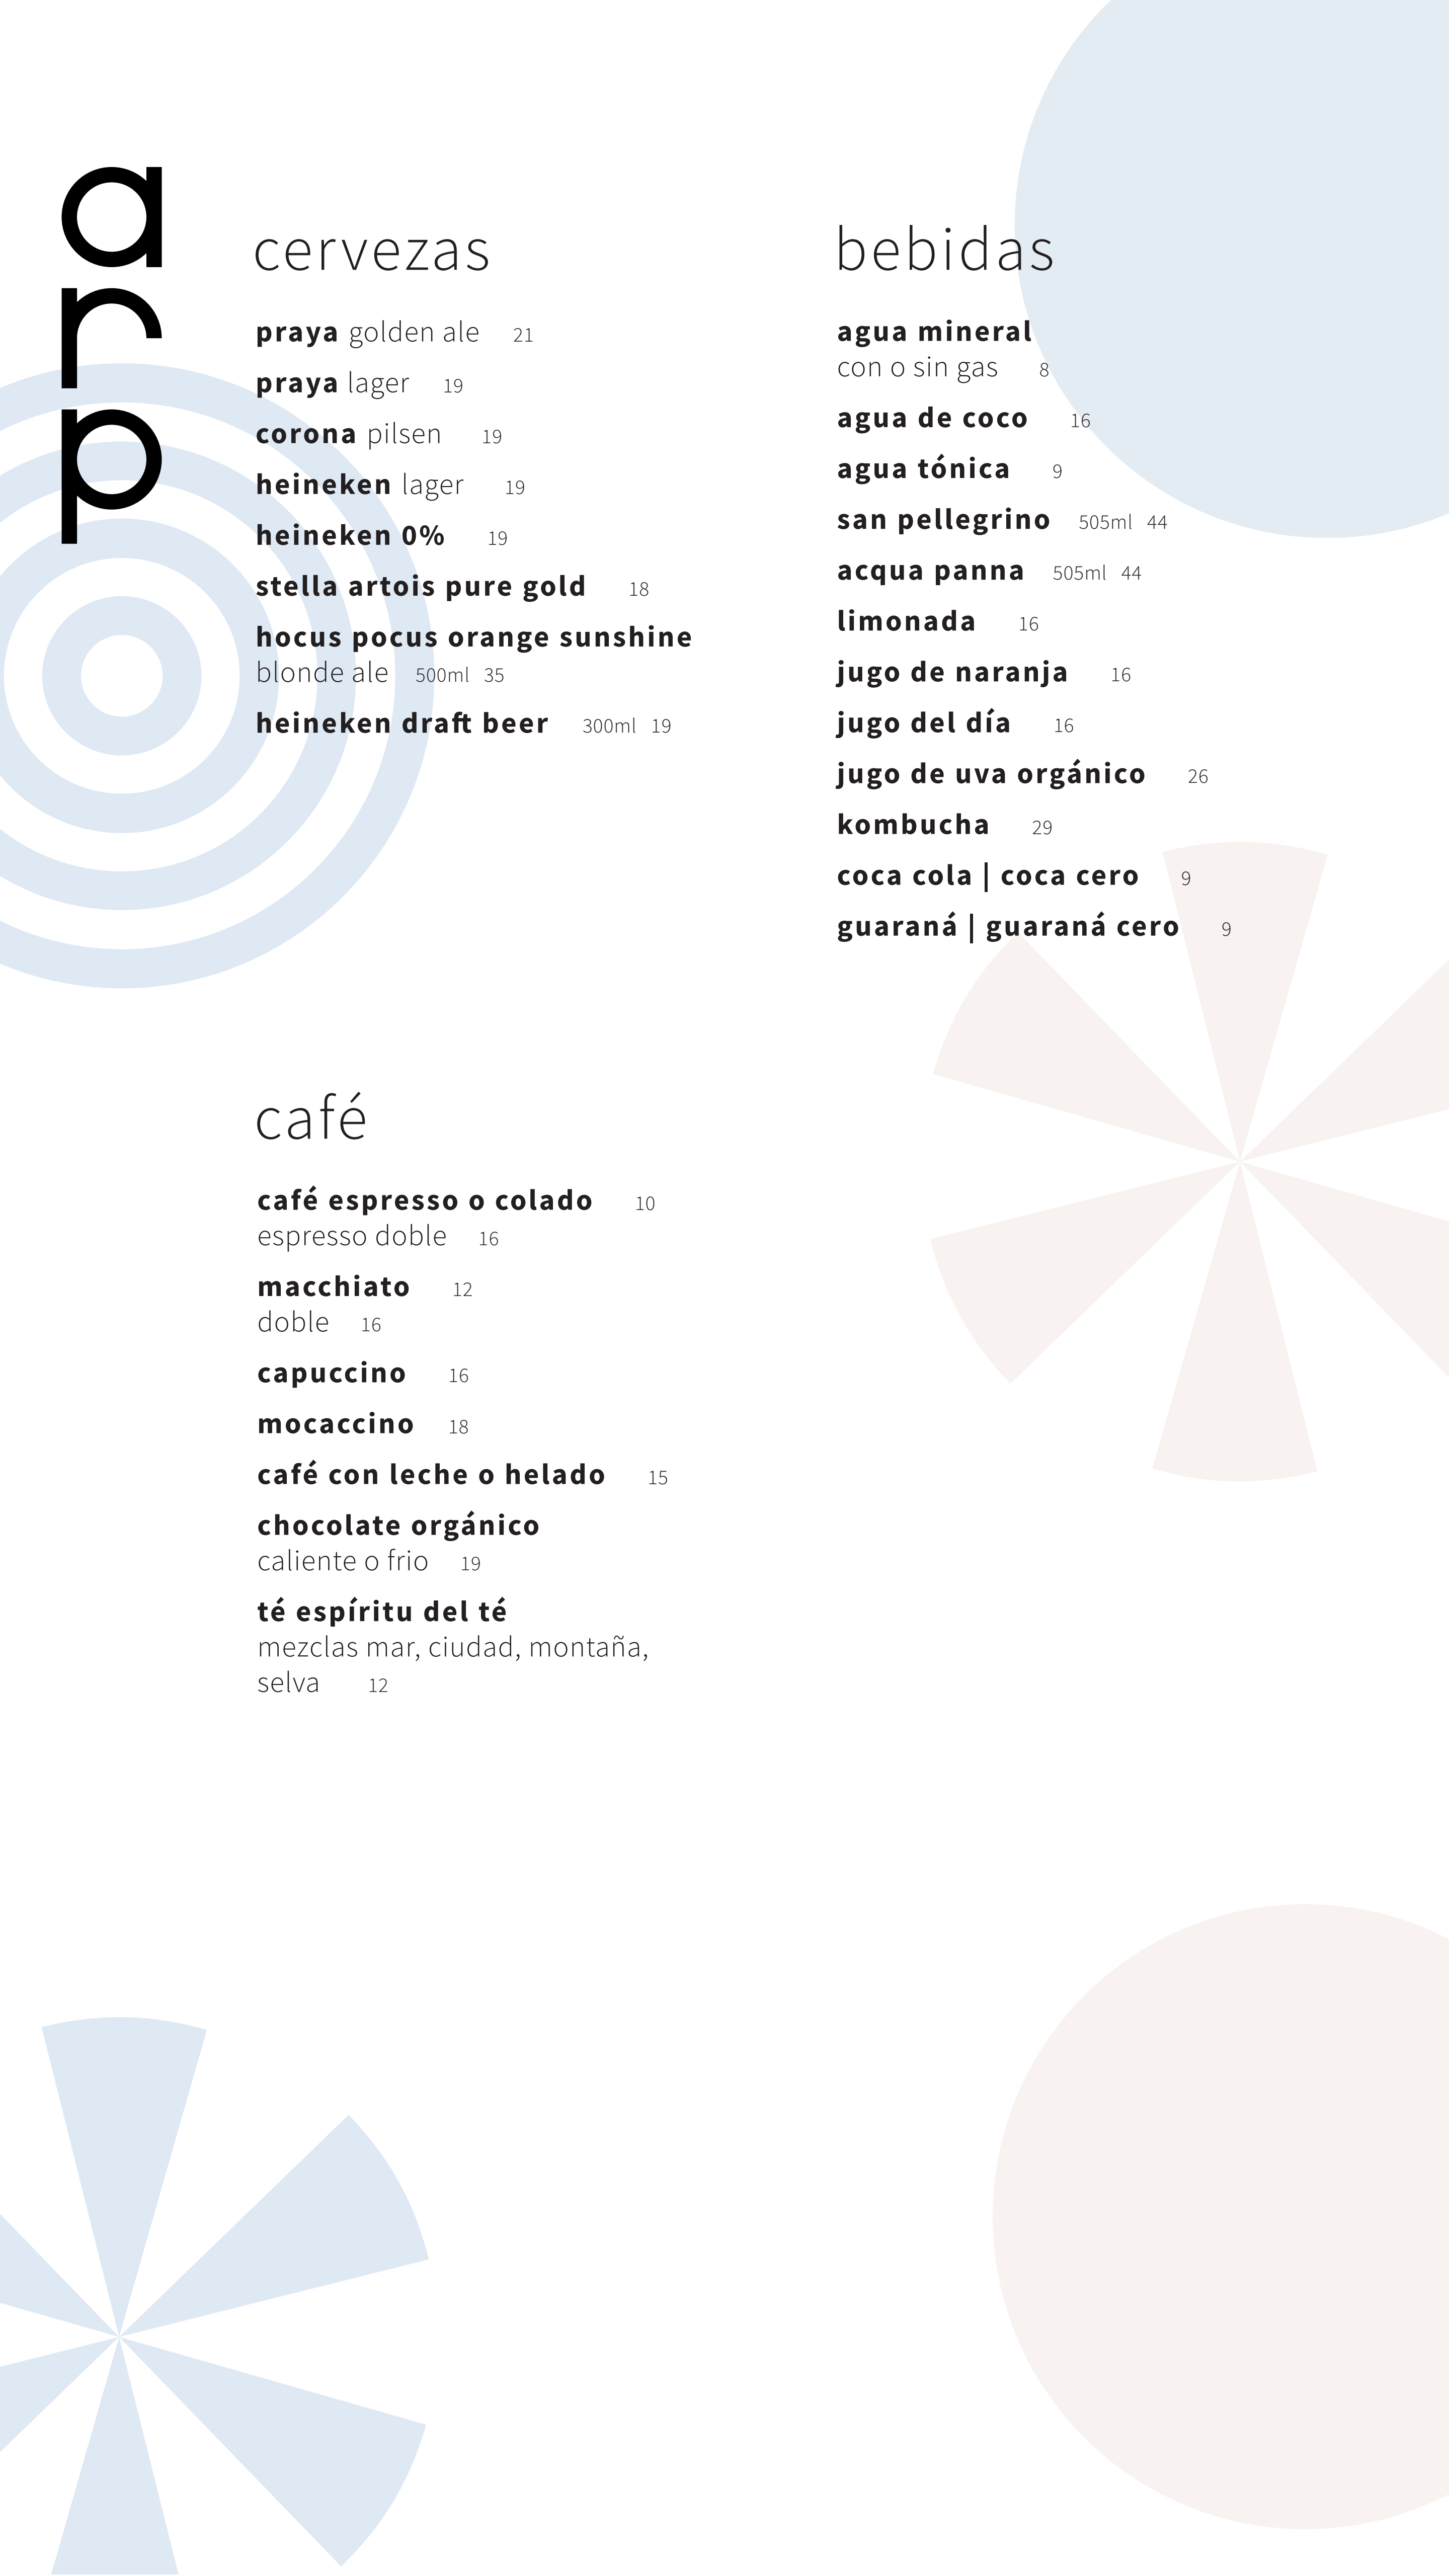 arp
cervezas
praya golden ale 21
praya lager 19
corona pilsen 19
heineken lager 19
heineken 0% 19
stella artois pure gold 18
hocus pocus orange sunshine
blonde ale 500ml 35
heineken draft beer 300ml 19
bebidas
agua mineral
con o sin gas 8
agua de coco 16
agua tónica 9
san pellegrino 505ml 44
acqua panna 505ml 44
limonada 16
jugo de naranja 16
jugo del día 16
jugo de uva orgánico 26
kombucha 29
coca cola | coca cero 9
guaraná | guaraná cero 9
café
café espresso o colado 10
espresso doble 16
macchiato 12
doble 16
capuccino 16
mocaccino 18
café con leche o helado 15
chocolate orgánico
caliente o frio 19
té espíritu del té
mezclas mar, ciudad, montaña,
selva 12